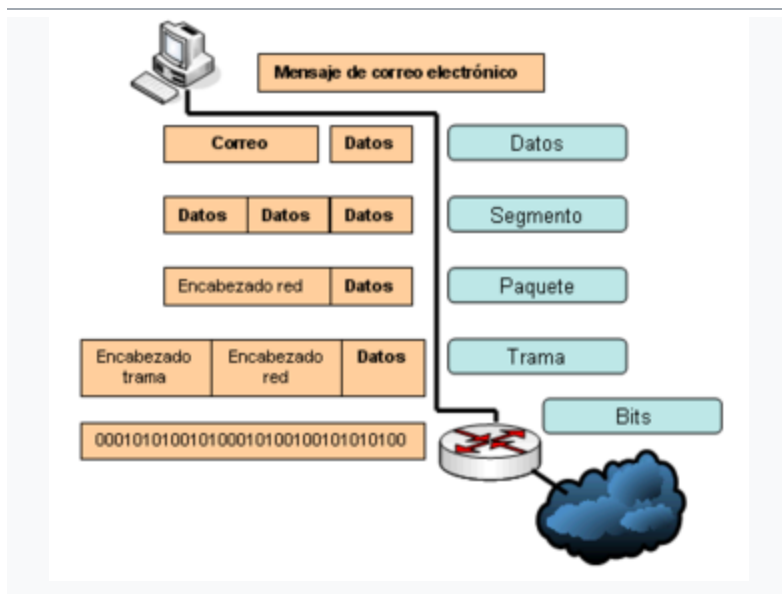 Mensaje de correo electrónico
Correo Datos Datos
Datos Datos Datos Segmento
Encabezado red Datos Paquete
Encabezado trama Encabezado red Datos Trama
Bits
00010101001010001010010010101010100